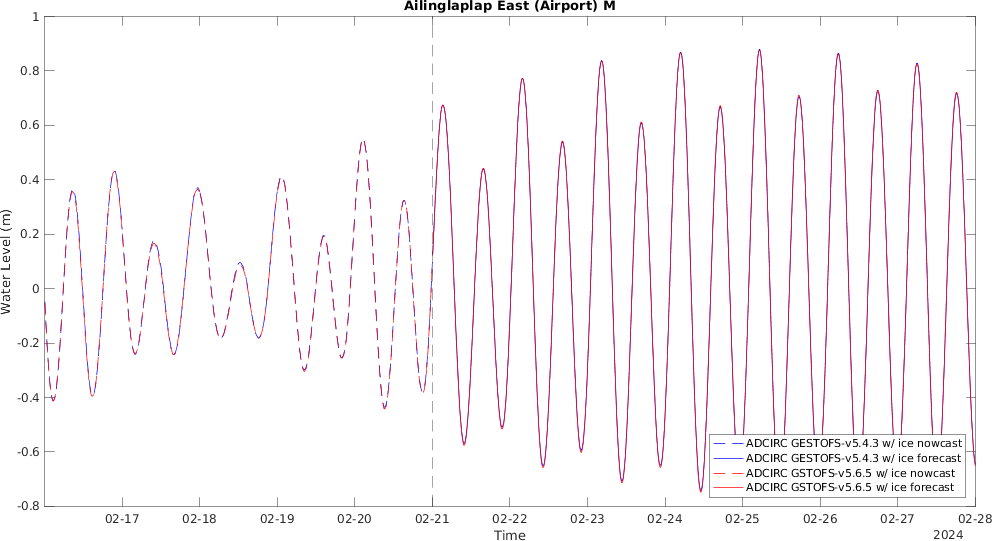 Ailinglaplap East (Airport) M
Water Level (m)
1
0.8
0.6
0.4
0.2
0
-0.2
-0.4
-0.6
-0.8
ADCIRC GESTOFS-v5.4.3 w/ ice nowcast
ADCIRC GESTOFS-v5.4.3 w/ ice forecast
ADCIRC GSTOFS-v5.6.5 w/ ice nowcast
ADCIRC GSTOFS-v5.6.5 w/ ice forecast
02-17 02-18 02-19 02-20 02-21 02-22 02-23 02-24 02-25 02-26 02-27 02-28
Time
2024